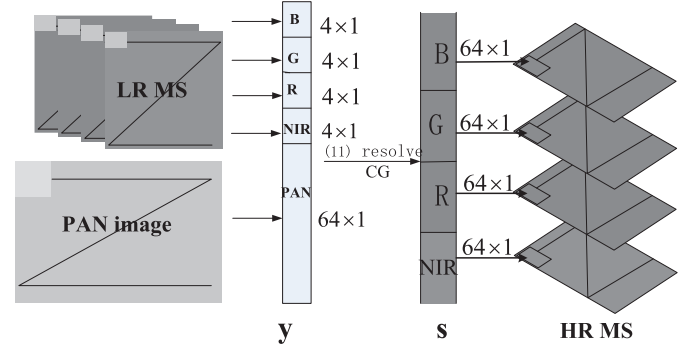 LR MS
PAN image
B
4×1
G
4×1
R
4×1
NIR
4×1
PAN
64×1
y
(11) resolve
CG
B
64×1
G
64×1
R
64×1
NIR
64×1
s
HR MS